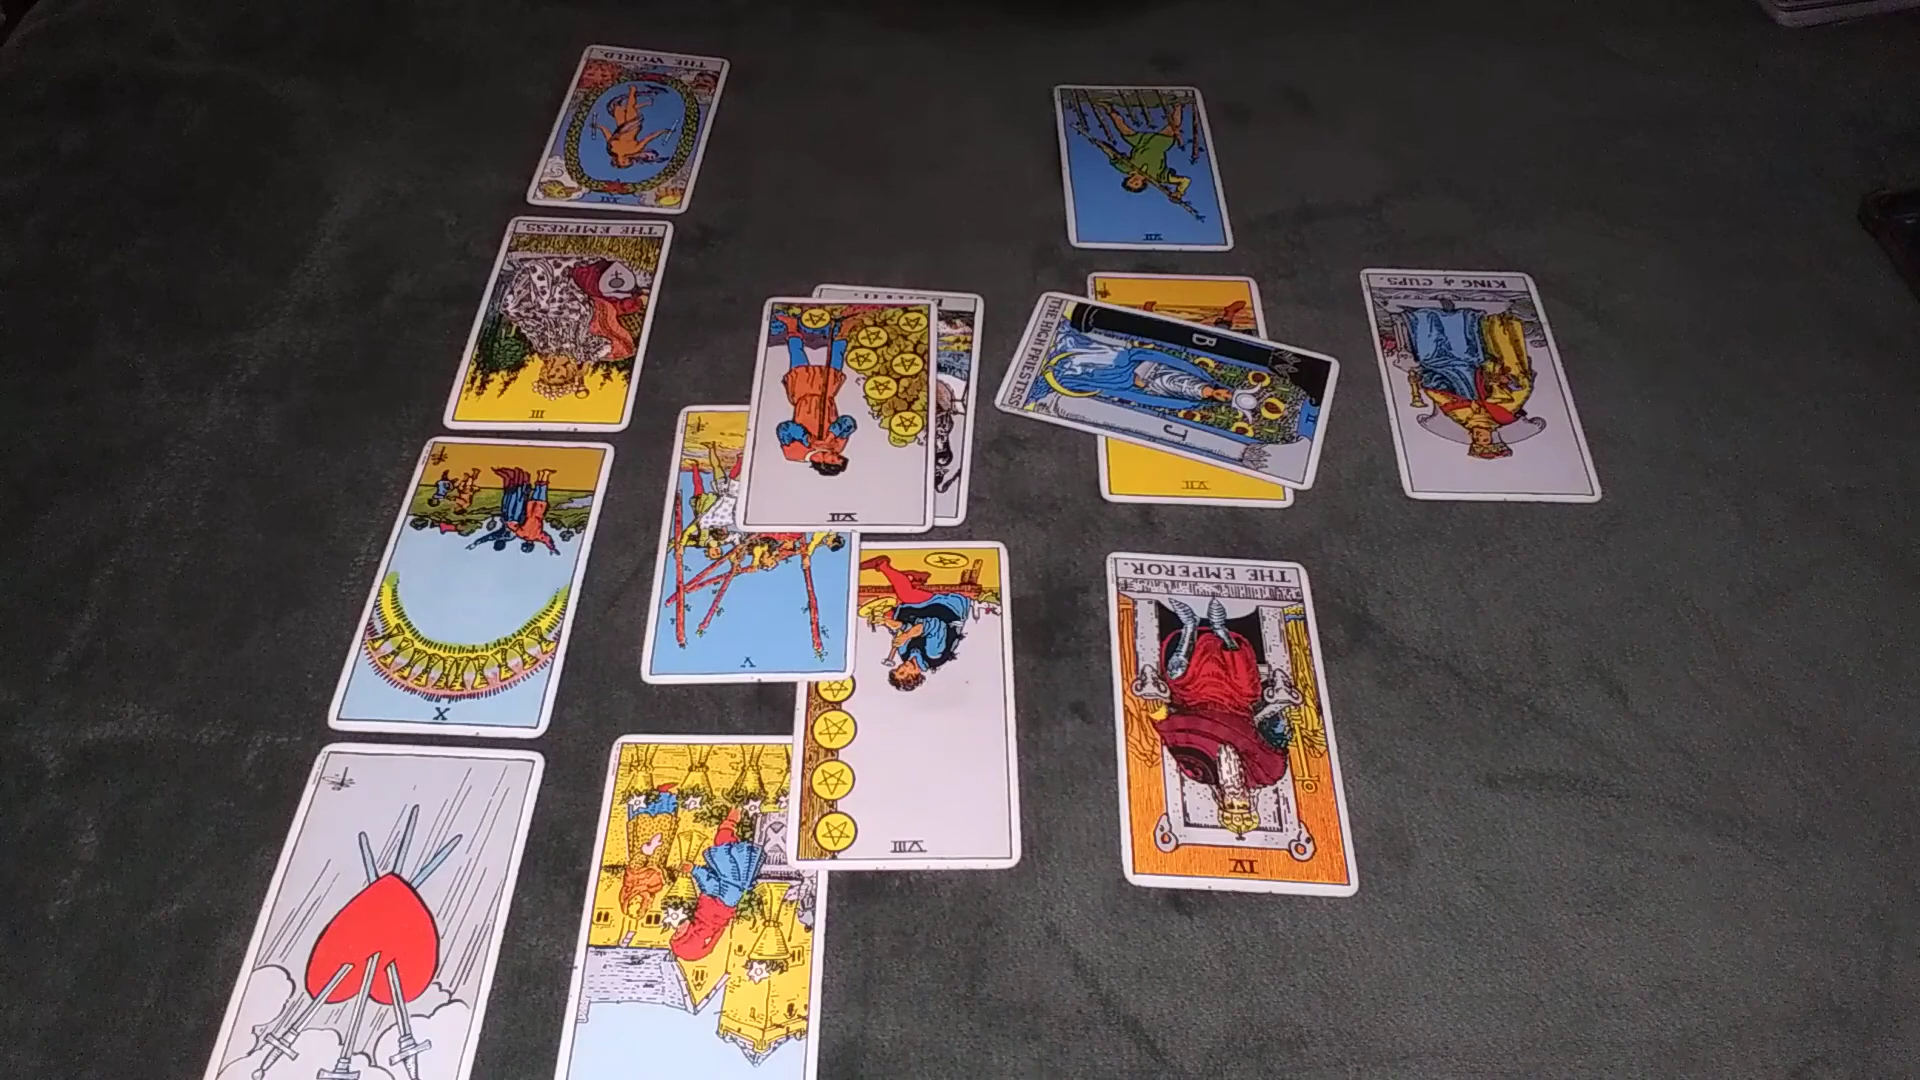 THE WORLD.
XXI
VII
THE EMPRESS.
III
KING of CUPS.
THE HIGH PRIESTESS
B
J
II
VII
VII
X
V
THE EMPEROR.
IV
VIII